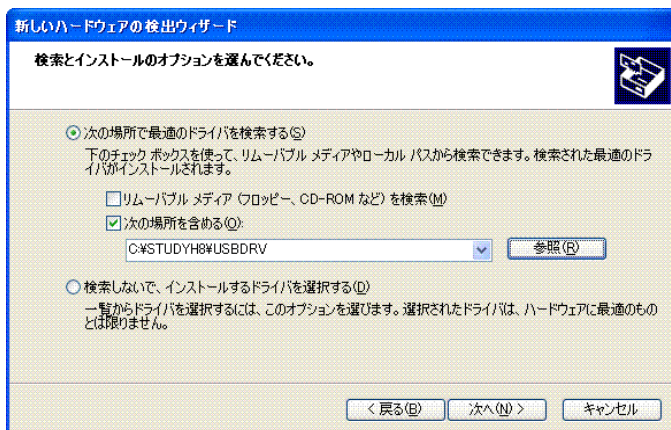 新しいハードウェアの検出ウィザード
検索とインストールのオプションを選んでください。
次の場所で最適のドライバを検索する(S)
下のチェック ボックスを使って、リムーバブル メディアやローカル パスから検索できます。検索された最適のドラ
イバがインストールされます。
リムーバブル メディア (フロッピー、CD-ROM など) を検索(M)
次の場所を含める(O):
C:¥STUDYH8¥USBDRV
参照(R)
検索しないで、インストールするドライバを選択する(D)
一覧からドライバを選択するには、このオプションを選びます。選択されたドライバは、ハードウェアに最適のもの
とは限りません。
< 戻る(B) 次へ(N) > キャンセル